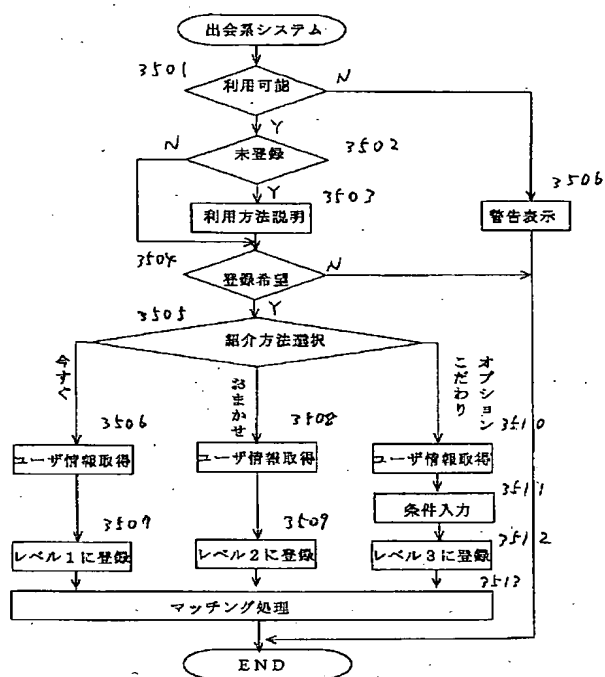 出会系システム
3501
利用可能
N
Y
N
未登録
3502
Y
3503
3506
利用方法説明
警告表示
3504
登録希望
N
3505
Y
紹介方法選択
今すぐ
おまかせ
オプション
こだわり
3506
3508
3510
ユーザ情報取得
ユーザ情報取得
ユーザ情報取得
3511
条件入力
3507
3509
3512
レベル1に登録
レベル2に登録
レベル3に登録
3513
マッチング処理
END